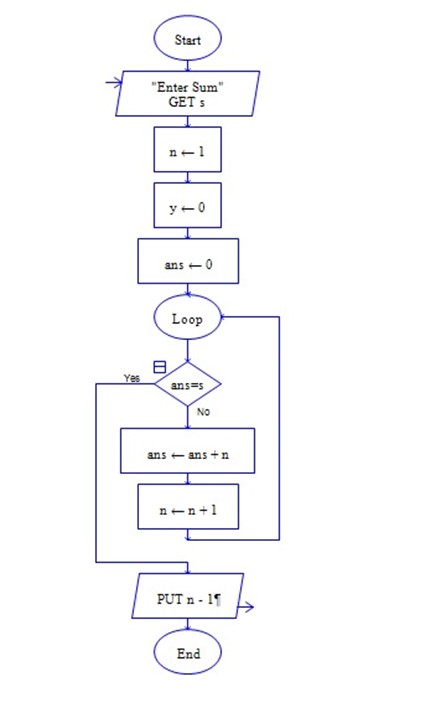 Start
"Enter Sum"
GET s
n ← 1
y ← 0
ans ← 0
Loop
Yes
ans=s
No
ans ← ans+n
n ← n+1
PUT n - 1¶
End